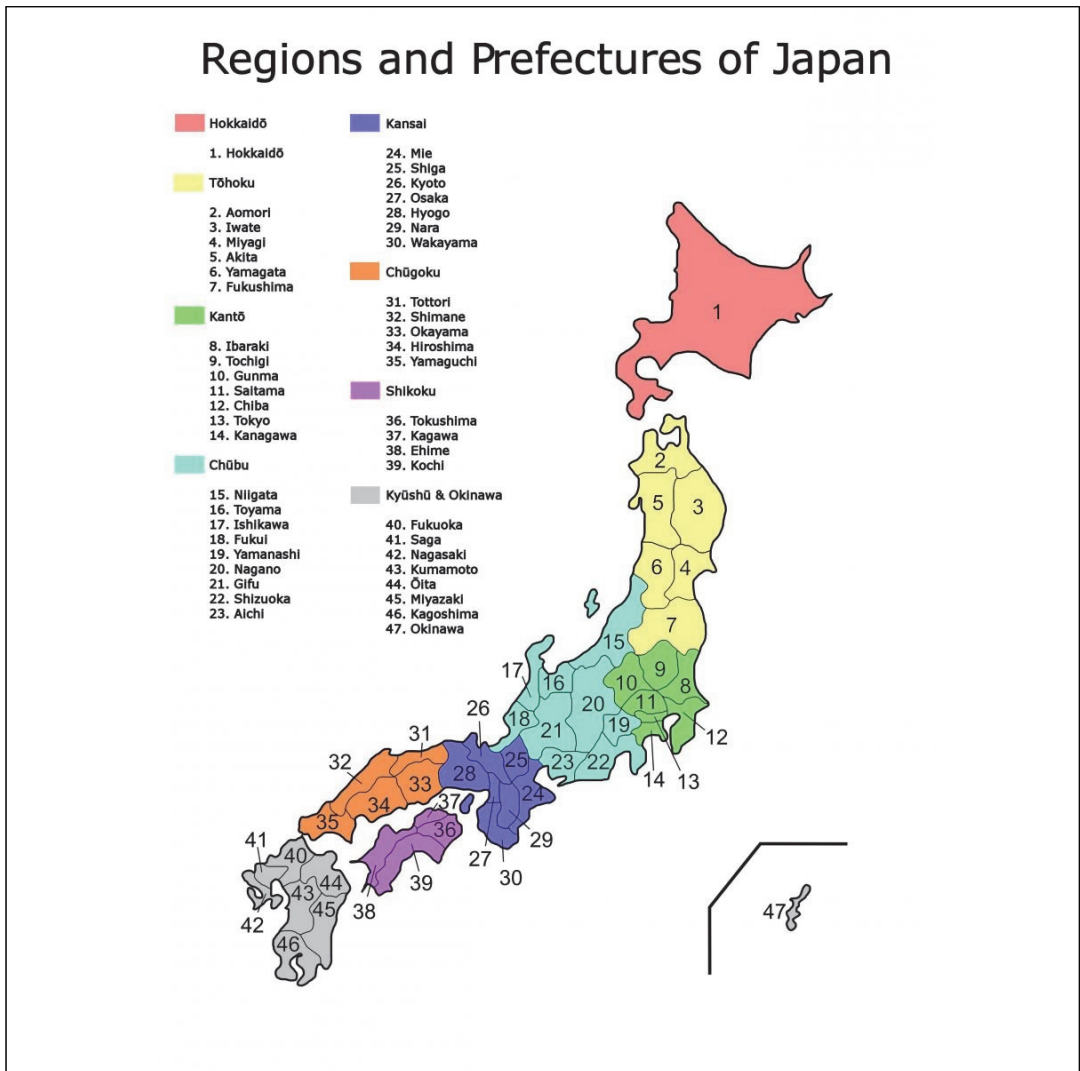 Regions and Prefectures of Japan
Hokkaidō
1. Hokkaidō
Tōhoku
2. Aomori
3. Iwate
4. Miyagi
5. Akita
6. Yamagata
7. Fukushima
Kantō
8. Ibaraki
9. Tochigi
10. Gunma
11. Saitama
12. Chiba
13. Tokyo
14. Kanagawa
Chūbu
15. Niigata
16. Toyama
17. Ishikawa
18. Fukui
19. Yamanashi
20. Nagano
21. Gifu
22. Shizuoka
23. Aichi
Kansai
24. Mie
25. Shiga
26. Kyoto
27. Osaka
28. Hyogo
29. Nara
30. Wakayama
Chūgoku
31. Tottori
32. Shimane
33. Okayama
34. Hiroshima
35. Yamaguchi
Shikoku
36. Tokushima
37. Kagawa
38. Ehime
39. Kochi
Kyūshū & Okinawa
40. Fukuoka
41. Saga
42. Nagasaki
43. Kumamoto
44. Ōita
45. Miyazaki
46. Kagoshima
47. Okinawa
1
2
5
3
6
4
7
15
9
17
16
10
8
20
11
26
18
21
19
12
31
32
25
23
22
14
13
28
33
24
37
34
35
36
29
41
40
27
30
39
44
43
38
45
42
47
46